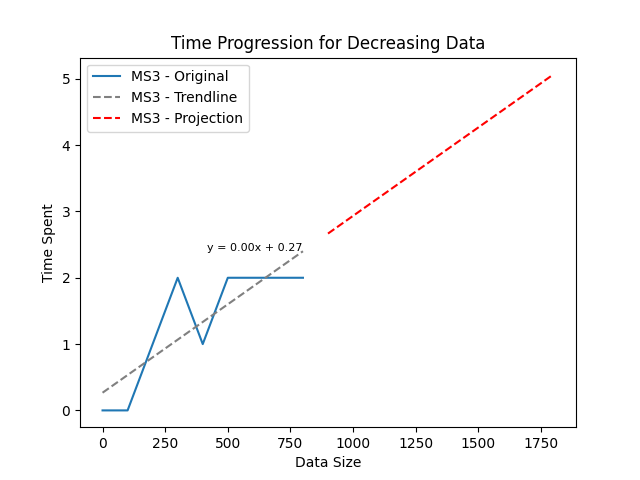 Time Progression for Decreasing Data
MS3 - Original
MS3 - Trendline
MS3 - Projection
y = 0.00x + 0.27
Time Spent
5
4
3
2
1
0
0 250 500 750 1000 1250 1500 1750
Data Size